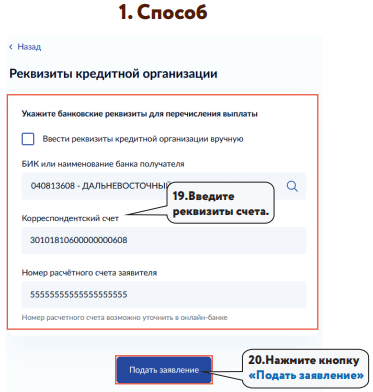 1. Способ
‹ Назад
Реквизиты кредитной организации
Укажите банковские реквизиты для перечисления выплаты
Ввести реквизиты кредитной организации вручную
БИК или наименование банка получателя
040813608 - ДАЛЬНЕВОСТОЧНЫЙ
19.Введите
реквизиты счета.
Корреспондентский счет
30101810600000000608
Номер расчётного счета заявителя
55555555555555555555
Номер расчетного счета возможно уточнить в онлайн-банке
Подать заявление
20.Нажмите кнопку
«Подать заявление»